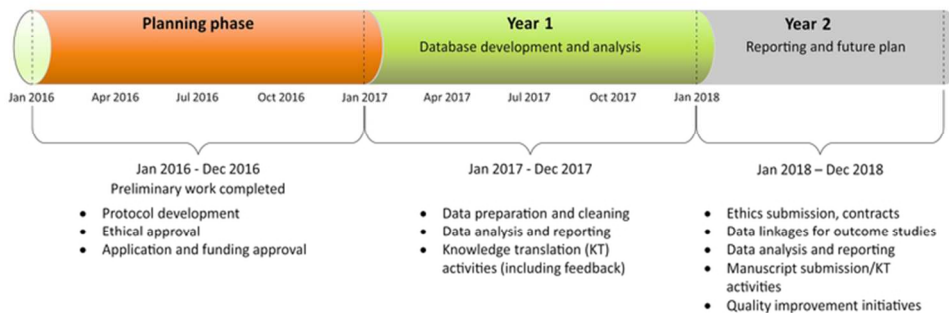 Planning phase
Year 1
Database development and analysis
Year 2
Reporting and future plan
Jan 2016
Apr 2016
Jul 2016
Oct 2016
Jan 2017
Apr 2017
Jul 2017
Oct 2017
Jan 2018
Jan 2016 - Dec 2016
Preliminary work completed
• Protocol development
• Ethical approval
• Application and funding approval
Jan 2017 - Dec 2017
• Data preparation and cleaning
• Data analysis and reporting
• Knowledge translation (KT)
activities (including feedback)
Jan 2018 – Dec 2018
• Ethics submission, contracts
• Data linkages for outcome studies
• Data analysis and reporting
• Manuscript submission/KT
activities
• Quality improvement initiatives